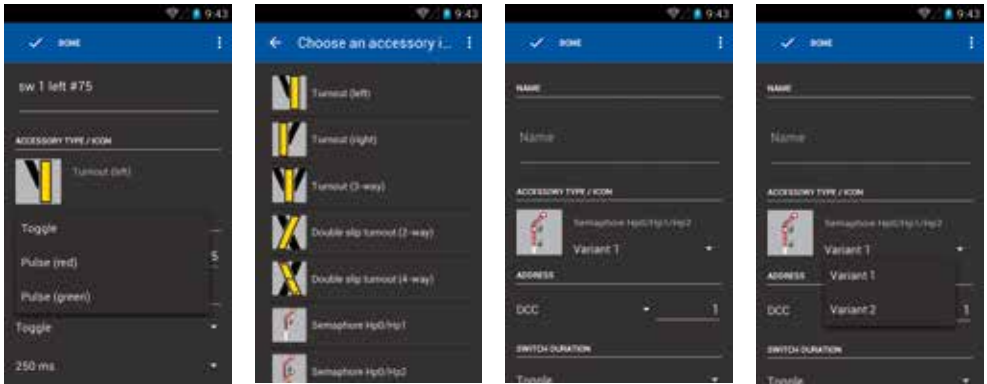 9:43
DONE
sw 1 left #75
ACCESSORY TYPE / ICON
Turnout (left)
Toggle
Pulse (red)
5
Pulse (green)
Toggle
250 ms
9:43
Choose an accessory i...
Turnout (left)
Turnout (right)
Turnout (3-way)
Double slip turnout (2-way)
Double slip turnout (4-way)
Semaphore Hp0/Hp1
Semaphore Hp0/Hp2
9:43
DONE
NAME
Name
ACCESSORY TYPE / ICON
Semaphore Hp0/Hp1/Hp2
Variant 1
ADDRESS
DCC 1
SWITCH DURATION
Toggle
9:43
DONE
NAME
Name
ACCESSORY TYPE / ICON
Semaphore Hp0/Hp1/Hp2
Variant 1
ADDRESS
Variant 1
DCC
Variant 2
1
SWITCH DURATION
Toggle